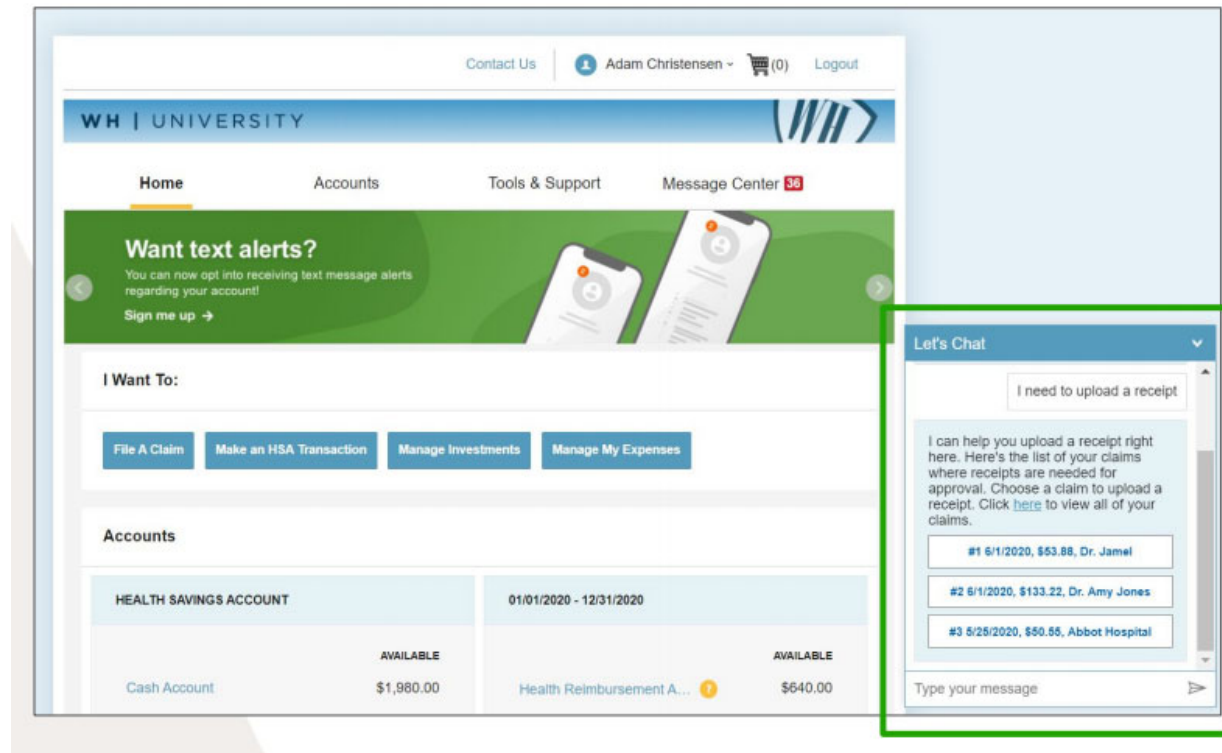 Contact Us Adam Christensen (0) Logout
WH | UNIVERSITY WH
Home Accounts Tools & Support Message Center 36
Want text alerts?
You can now opt into receiving text message alerts
regarding your account!
Sign me up →
I Want To:
File A Claim Make an HSA Transaction Manage Investments Manage My Expenses
Accounts
HEALTH SAVINGS ACCOUNT 01/01/2020 - 12/31/2020
AVAILABLE AVAILABLE
Cash Account $1,980.00 Health Reimbursement A... ? $640.00
Let's Chat
I need to upload a receipt
I can help you upload a receipt right
here. Here's the list of your claims
where receipts are needed for
approval. Choose a claim to upload a
receipt. Click here to view all of your
claims.
#1 6/1/2020, $53.88, Dr. Jamel
#2 6/1/2020, $133.22, Dr. Amy Jones
#3 5/25/2020, $50.55, Abbot Hospital
Type your message